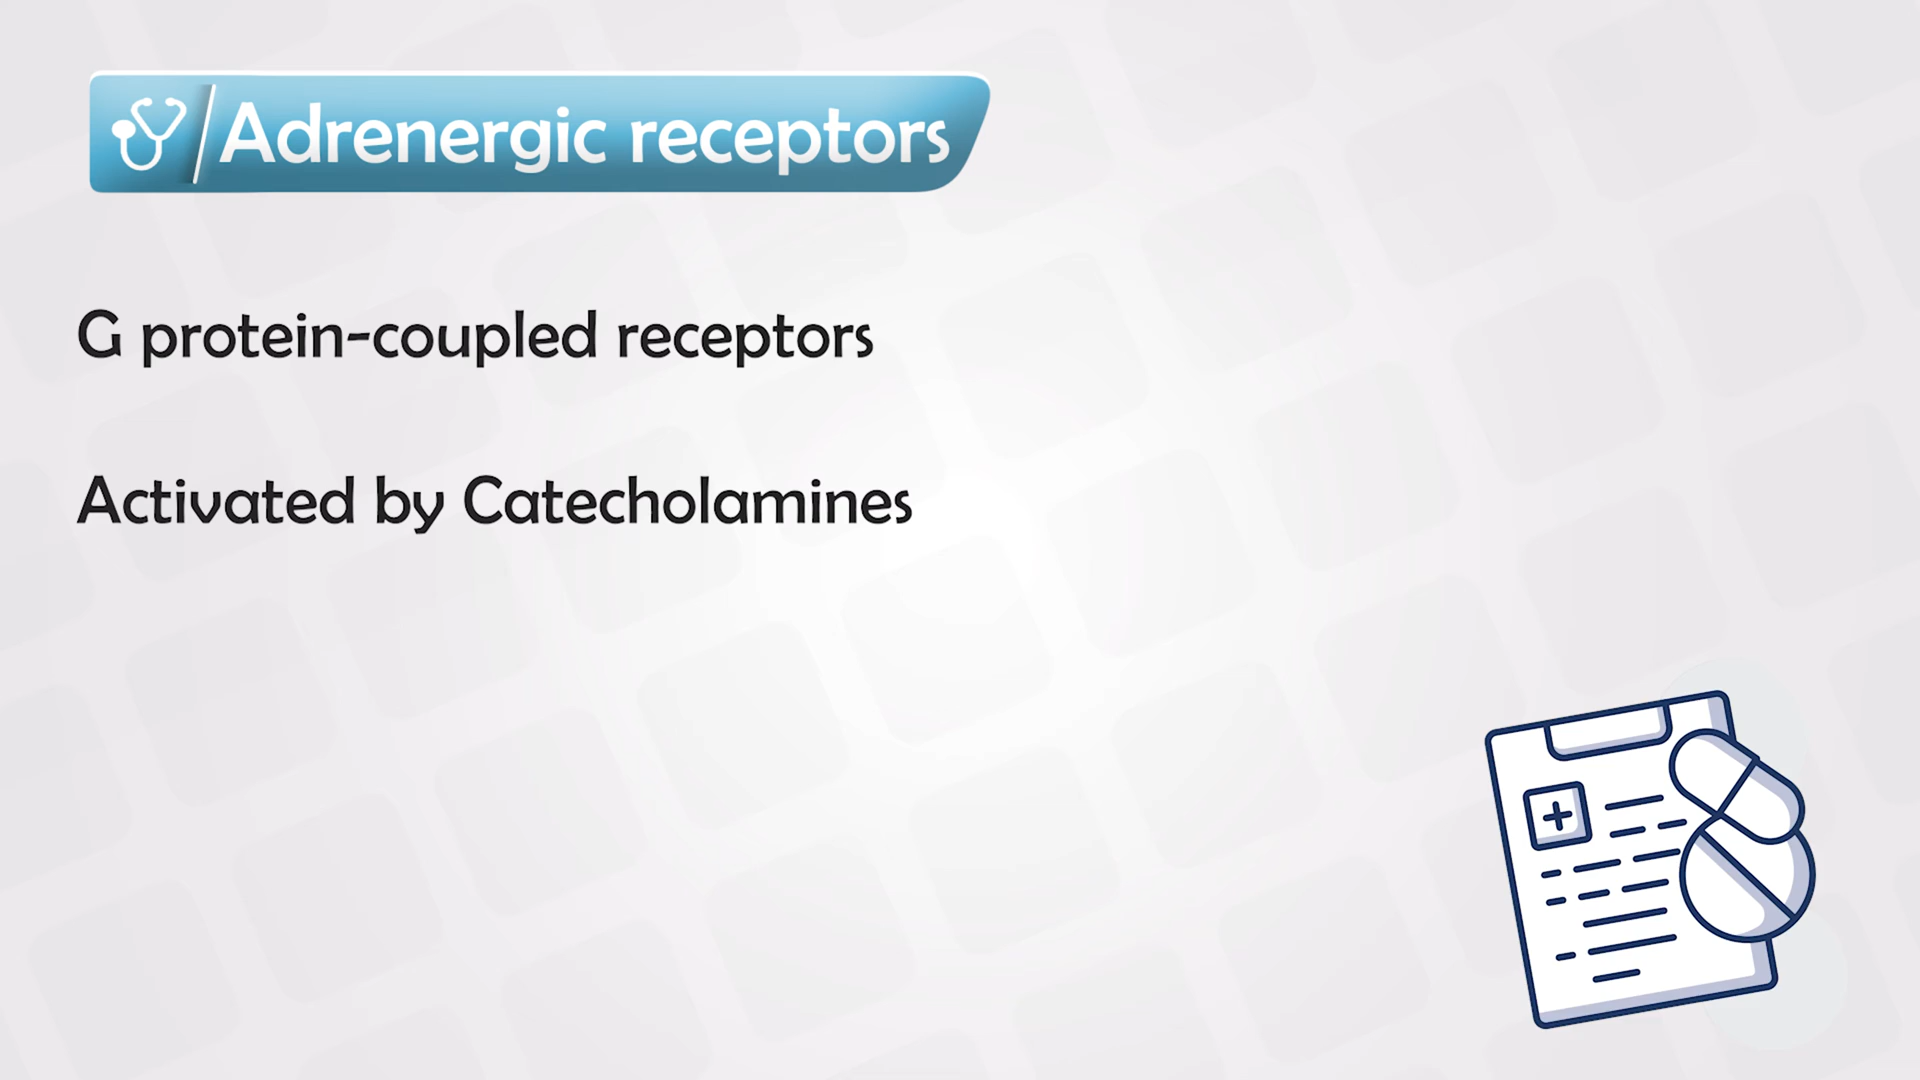 Adrenergic receptors
G protein-coupled receptors
Activated by Catecholamines